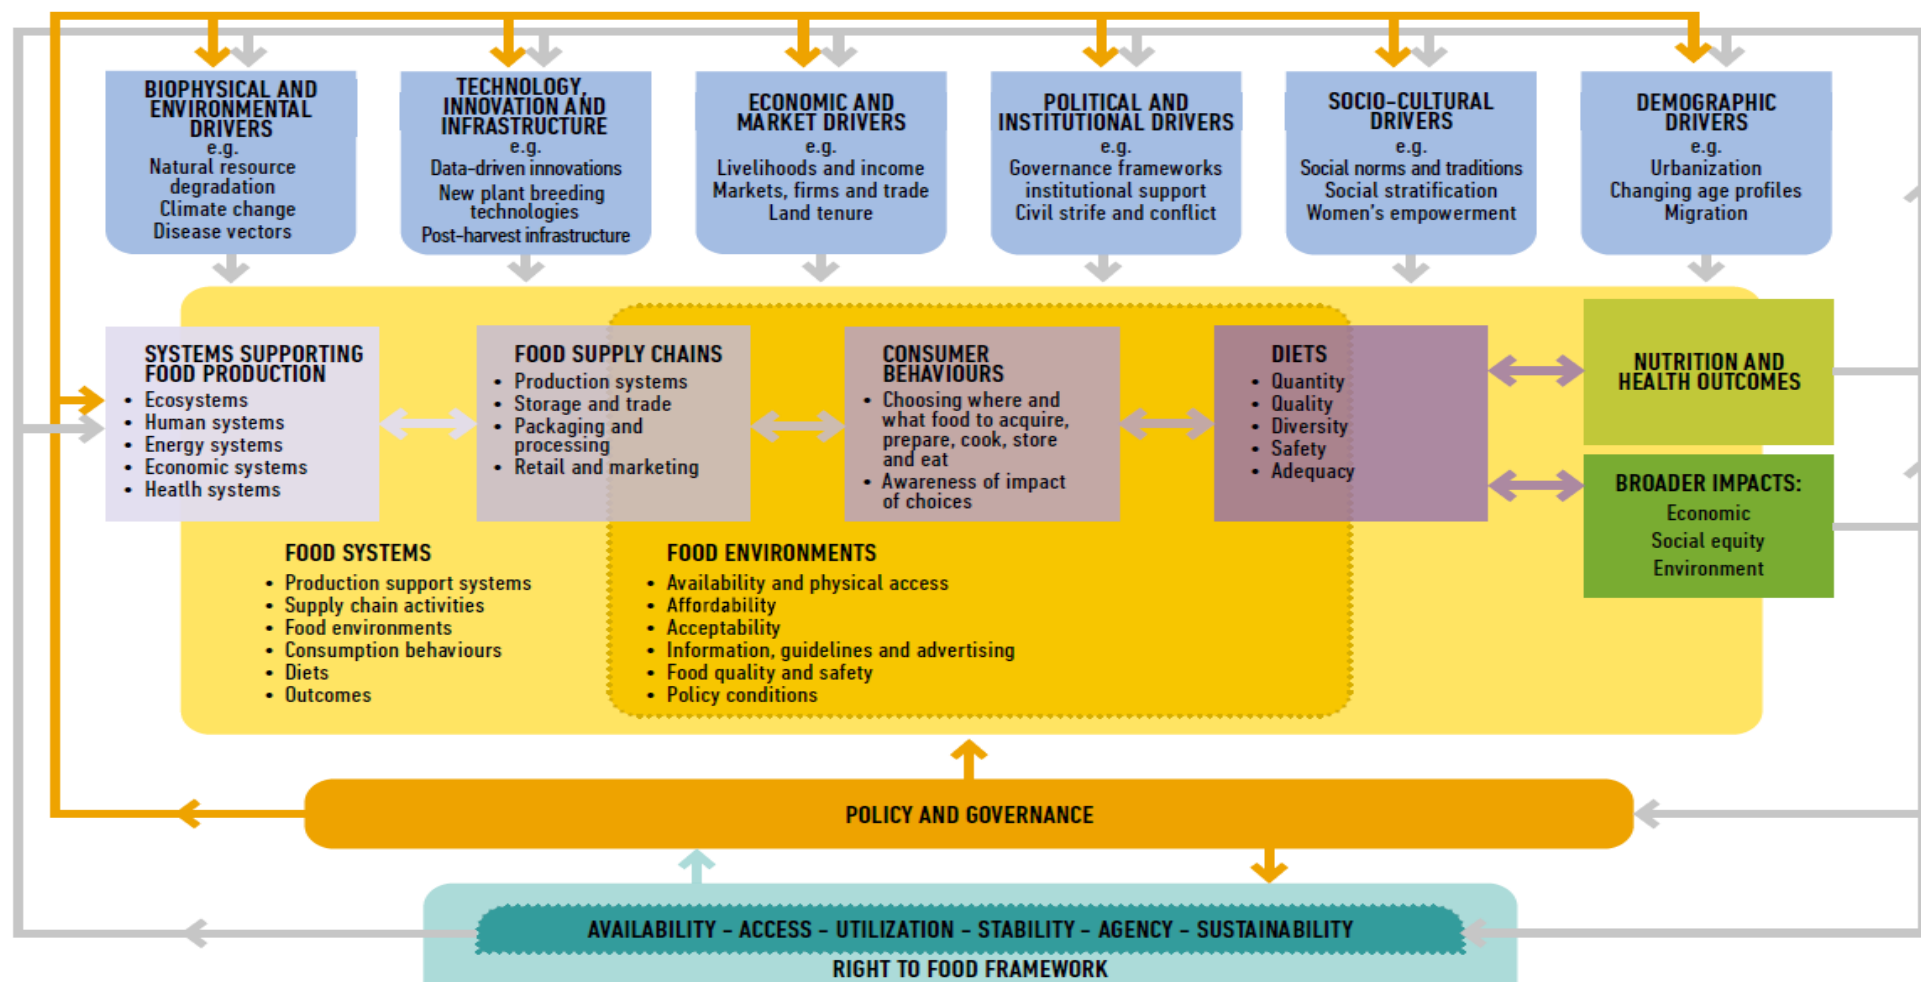 BIOPHYSICAL AND
ENVIRONMENTAL
DRIVERS
e.g.
Natural resource
degradation
Climate change
Disease vectors
TECHNOLOGY,
INNOVATION AND
INFRASTRUCTURE
e.g.
Data-driven innovations
New plant breeding
technologies
Post-harvest infrastructure
ECONOMIC AND
MARKET DRIVERS
e.g.
Livelihoods and income
Markets, firms and trade
Land tenure
POLITICAL AND
INSTITUTIONAL DRIVERS
e.g.
Governance frameworks
institutional support
Civil strife and conflict
SOCIO-CULTURAL
DRIVERS
e.g.
Social norms and traditions
Social stratification
Women's empowerment
DEMOGRAPHIC
DRIVERS
e.g.
Urbanization
Changing age profiles
Migration
SYSTEMS SUPPORTING
FOOD PRODUCTION
• Ecosystems
• Human systems
• Energy systems
• Economic systems
• Heatlh systems
FOOD SUPPLY CHAINS
• Production systems
• Storage and trade
• Packaging and
processing
• Retail and marketing
CONSUMER
BEHAVIOURS
• Choosing where and
what food to acquire,
prepare, cook, store
and eat
• Awareness of impact
of choices
DIETS
• Quantity
• Quality
• Diversity
• Safety
• Adequacy
NUTRITION AND
HEALTH OUTCOMES
BROADER IMPACTS:
Economic
Social equity
Environment
FOOD SYSTEMS
• Production support systems
• Supply chain activities
• Food environments
• Consumption behaviours
• Diets
• Outcomes
FOOD ENVIRONMENTS
• Availability and physical access
• Affordability
• Acceptability
• Information, guidelines and advertising
• Food quality and safety
• Policy conditions
POLICY AND GOVERNANCE
AVAILABILITY – ACCESS – UTILIZATION – STABILITY – AGENCY – SUSTAINABILITY
RIGHT TO FOOD FRAMEWORK